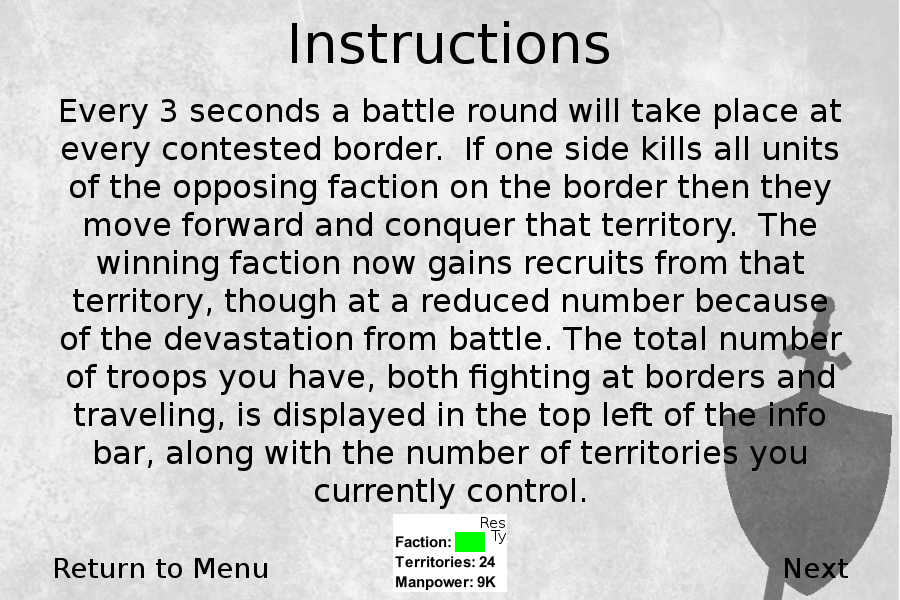 Instructions
Every 3 seconds a battle round will take place at
every contested border.  If one side kills all units
of the opposing faction on the border then they
move forward and conquer that territory.  The
winning faction now gains recruits from that
territory, though at a reduced number because
of the devastation from battle. The total number
of troops you have, both fighting at borders and
traveling, is displayed in the top left of the info
bar, along with the number of territories you
currently control.
Res
Ty
Faction:
Territories: 24
Manpower: 9K
Return to Menu
Next